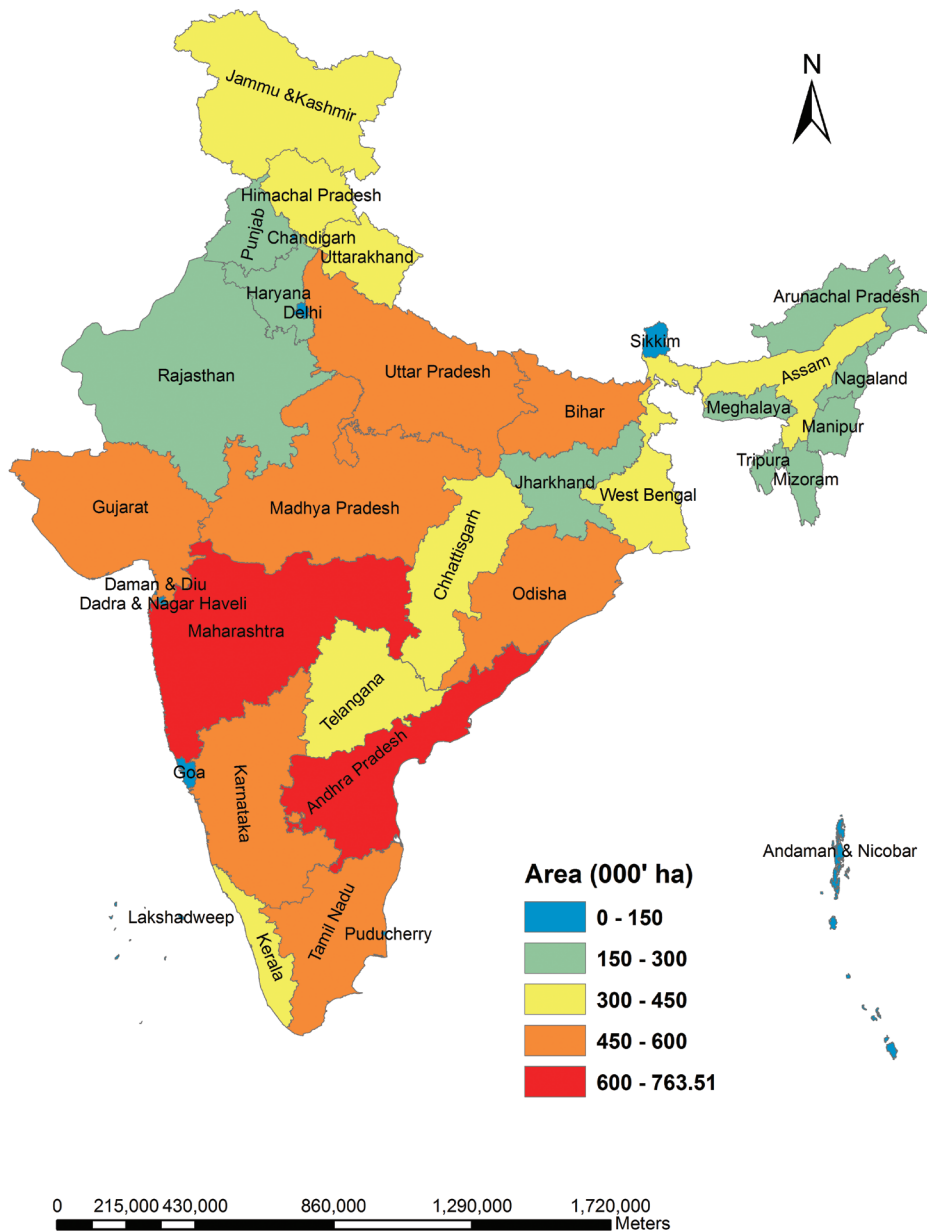 N
Jammu &Kashmir
Himachal Pradesh
Punjab
Chandigarh
Uttarakhand
Haryana
Delhi
Arunachal Pradesh
Sikkim
Assam
Rajasthan
Uttar Pradesh
Nagaland
Bihar
Meghalaya
Manipur
Tripura
Mizoram
Jharkhand
West Bengal
Gujarat
Madhya Pradesh
Chhattisgarh
Daman & Diu
Dadra & Nagar Haveli
Odisha
Maharashtra
Telangana
Andhra Pradesh
Goa
Karnataka
Andaman & Nicobar
Lakshadweep
Kerala
Tamil Nadu
Puducherry
Area (000' ha)
0 - 150
150 - 300
300 - 450
450 - 600
600 - 763.51
0 215,000 430,000 860,000 1,290,000 1,720,000
Meters